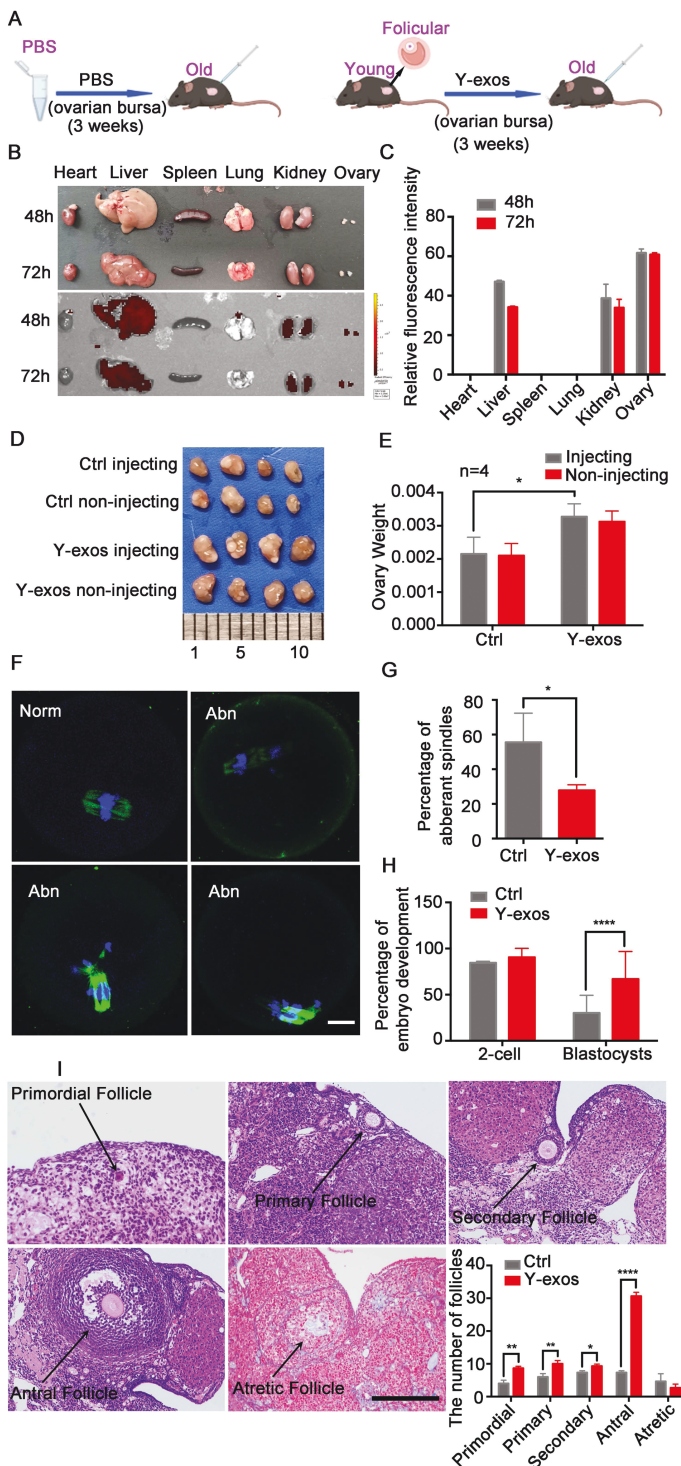 A
PBS
PBS
(ovarian bursa)
(3 weeks)
Old
Follicular
Young
Y-exos
(ovarian bursa)
(3 weeks)
Old
B
Heart Liver Spleen Lung Kidney Ovary
48h
72h
48h
72h
C
48h
72h
Relative fluorescence intensity
80
60
40
20
0
Heart
Liver
Spleen
Lung
Kidney
Ovary
D
Ctrl injecting
Ctrl non-injecting
Y-exos injecting
Y-exos non-injecting
1 5 10
E
n=4
Injecting
Non-injecting
*
Ovary Weight
0.004
0.003
0.002
0.001
0.000
Ctrl Y-exos
F
Norm
Abn
Abn
Abn
G
*
Percentage of
abberant spindles
80
60
40
20
0
Ctrl Y-exos
H
Ctrl
Y-exos
****
Percentage of
embryo development
150
100
50
0
2-cell Blastocysts
I
Primordial Follicle
Primary Follicle
Secondary Follicle
Antral Follicle
Atretic Follicle
Ctrl
Y-exos
The number of follicles
40
30
20
10
0
**
**
*
****
Primordial
Primary
Secondary
Antral
Atretic